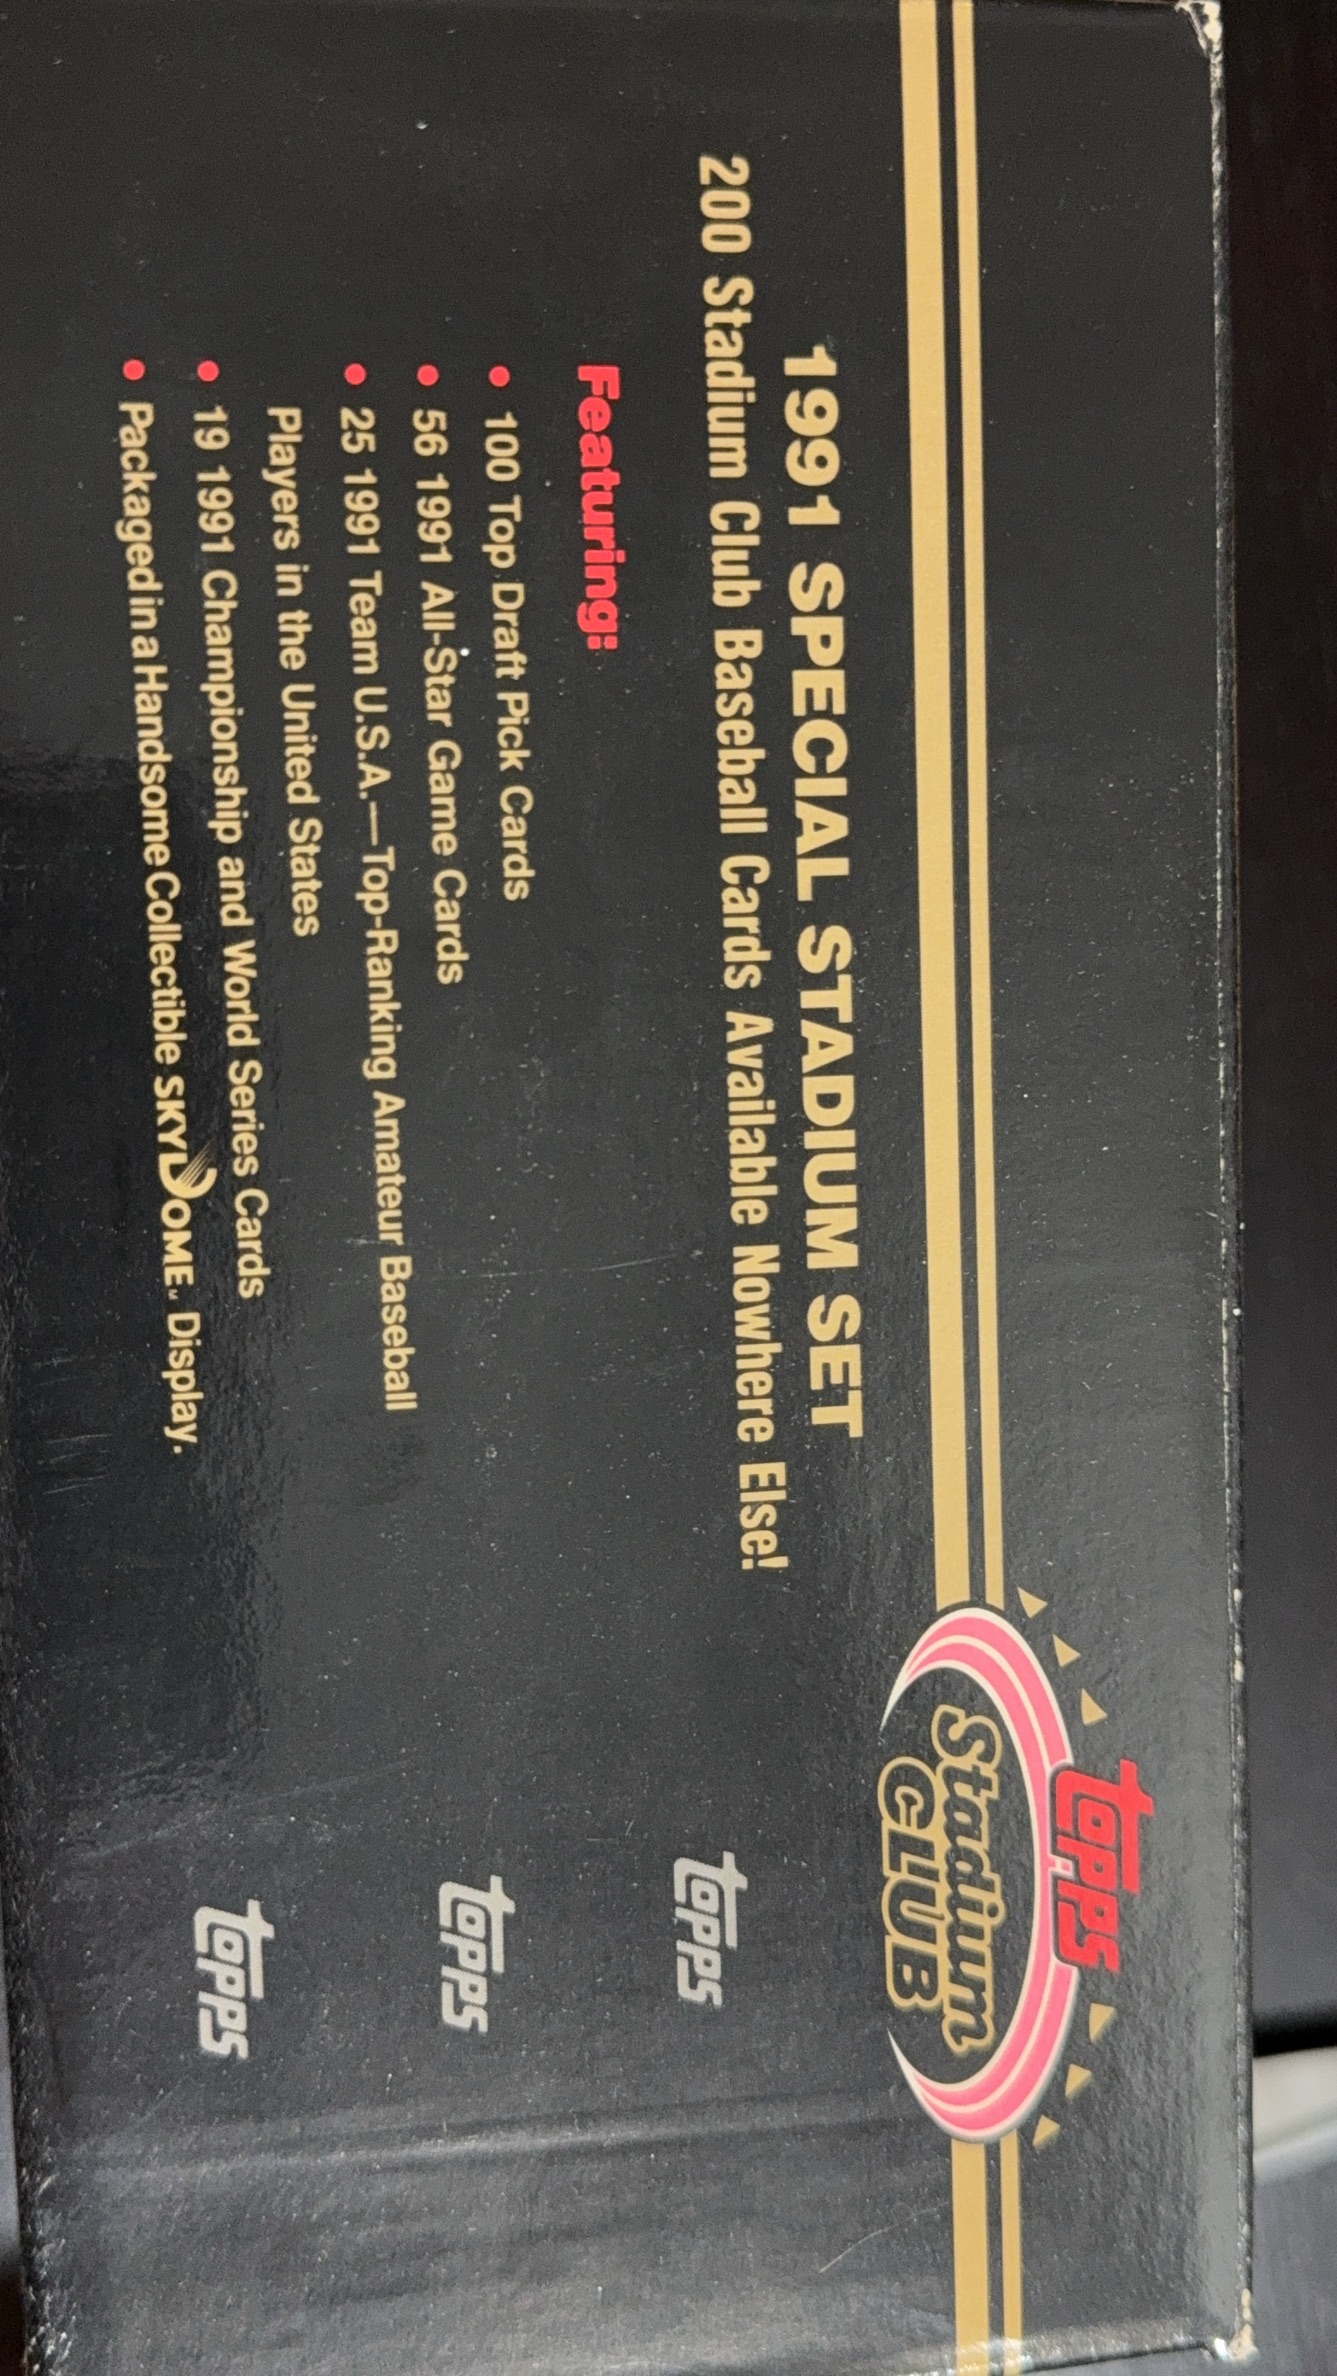 topps
Stadium
CLUB
1991 SPECIAL STADIUM SET
200 Stadium Club Baseball Cards Available Nowhere Else!
Featuring:
• 100 Top Draft Pick Cards
• 56 1991 All-Star Game Cards
• 25 1991 Team U.S.A.—Top-Ranking Amateur Baseball
Players in the United States
• 19 1991 Championship and World Series Cards
• Packaged in a Handsome Collectible SKYDOME™ Display.
topps
topps
topps